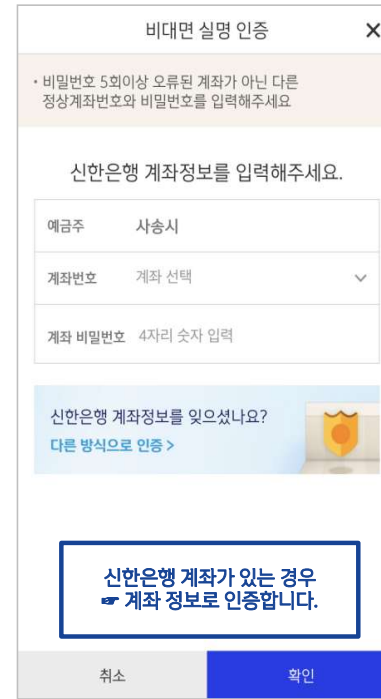 비대면 실명 인증
• 비밀번호 5회이상 오류된 계좌가 아닌 다른
정상계좌번호와 비밀번호를 입력해주세요
신한은행 계좌정보를 입력해주세요.
예금주 사송시
계좌번호 계좌 선택
계좌 비밀번호 4자리 숫자 입력
신한은행 계좌정보를 잊으셨나요?
다른 방식으로 인증 >
신한은행 계좌가 있는 경우
☞ 계좌 정보로 인증합니다.
취소 확인